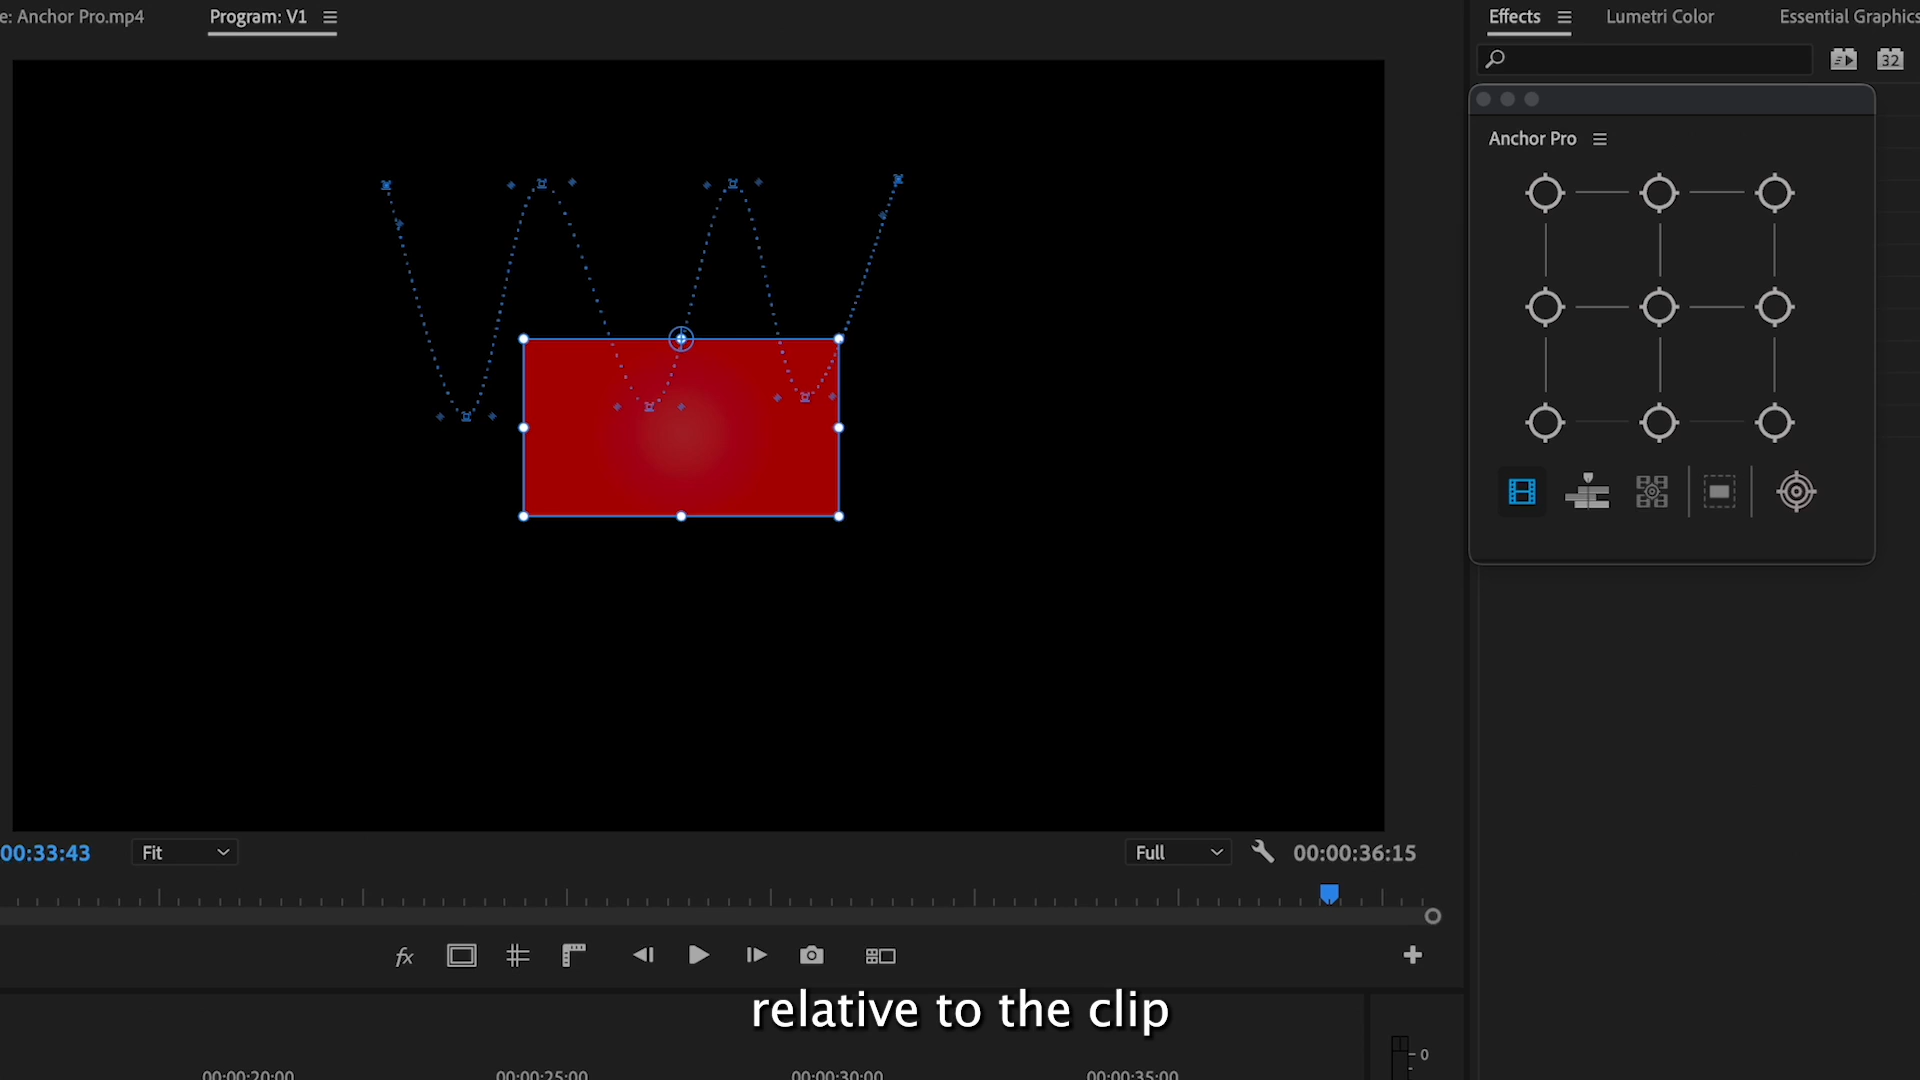 e: Anchor Pro.mp4
Program: V1
Effects
Lumetri Color
Essential Graphics
32
Anchor Pro
00:33:43
Fit
Full
00:00:36:15
fx
relative to the clip
0
00:00:20:00
00:00:25:00
00:00:30:00
00:00:35:00